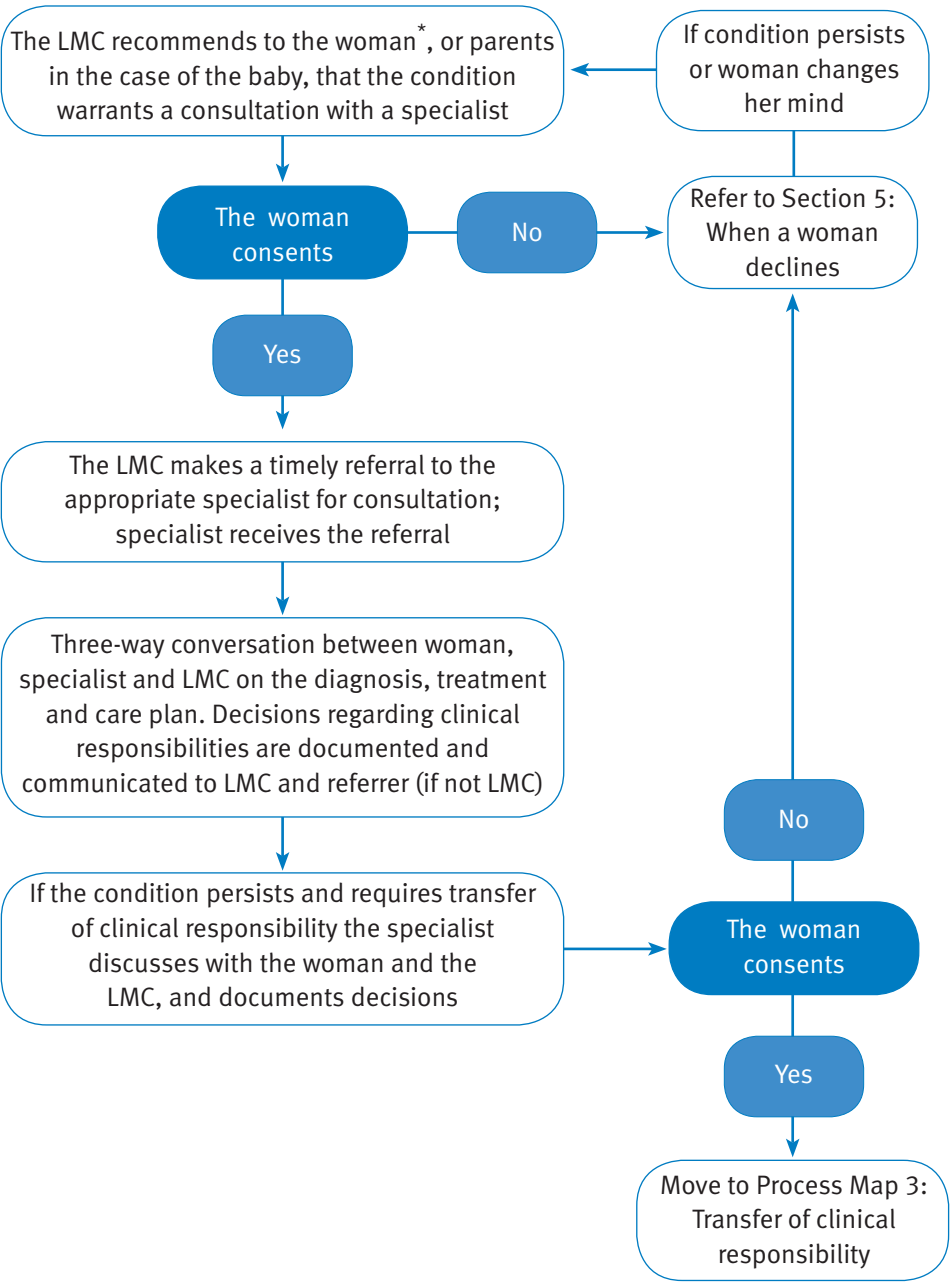 The LMC recommends to the woman*, or parents
in the case of the baby, that the condition
warrants a consultation with a specialist
If condition persists
or woman changes
her mind
The woman
consents
No
Refer to Section 5:
When a woman
declines
Yes
The LMC makes a timely referral to the
appropriate specialist for consultation;
specialist receives the referral
Three-way conversation between woman,
specialist and LMC on the diagnosis, treatment
and care plan. Decisions regarding clinical
responsibilities are documented and
communicated to LMC and referrer (if not LMC)
If the condition persists and requires transfer
of clinical responsibility the specialist
discusses with the woman and the
LMC, and documents decisions
No
The woman
consents
Yes
Move to Process Map 3:
Transfer of clinical
responsibility